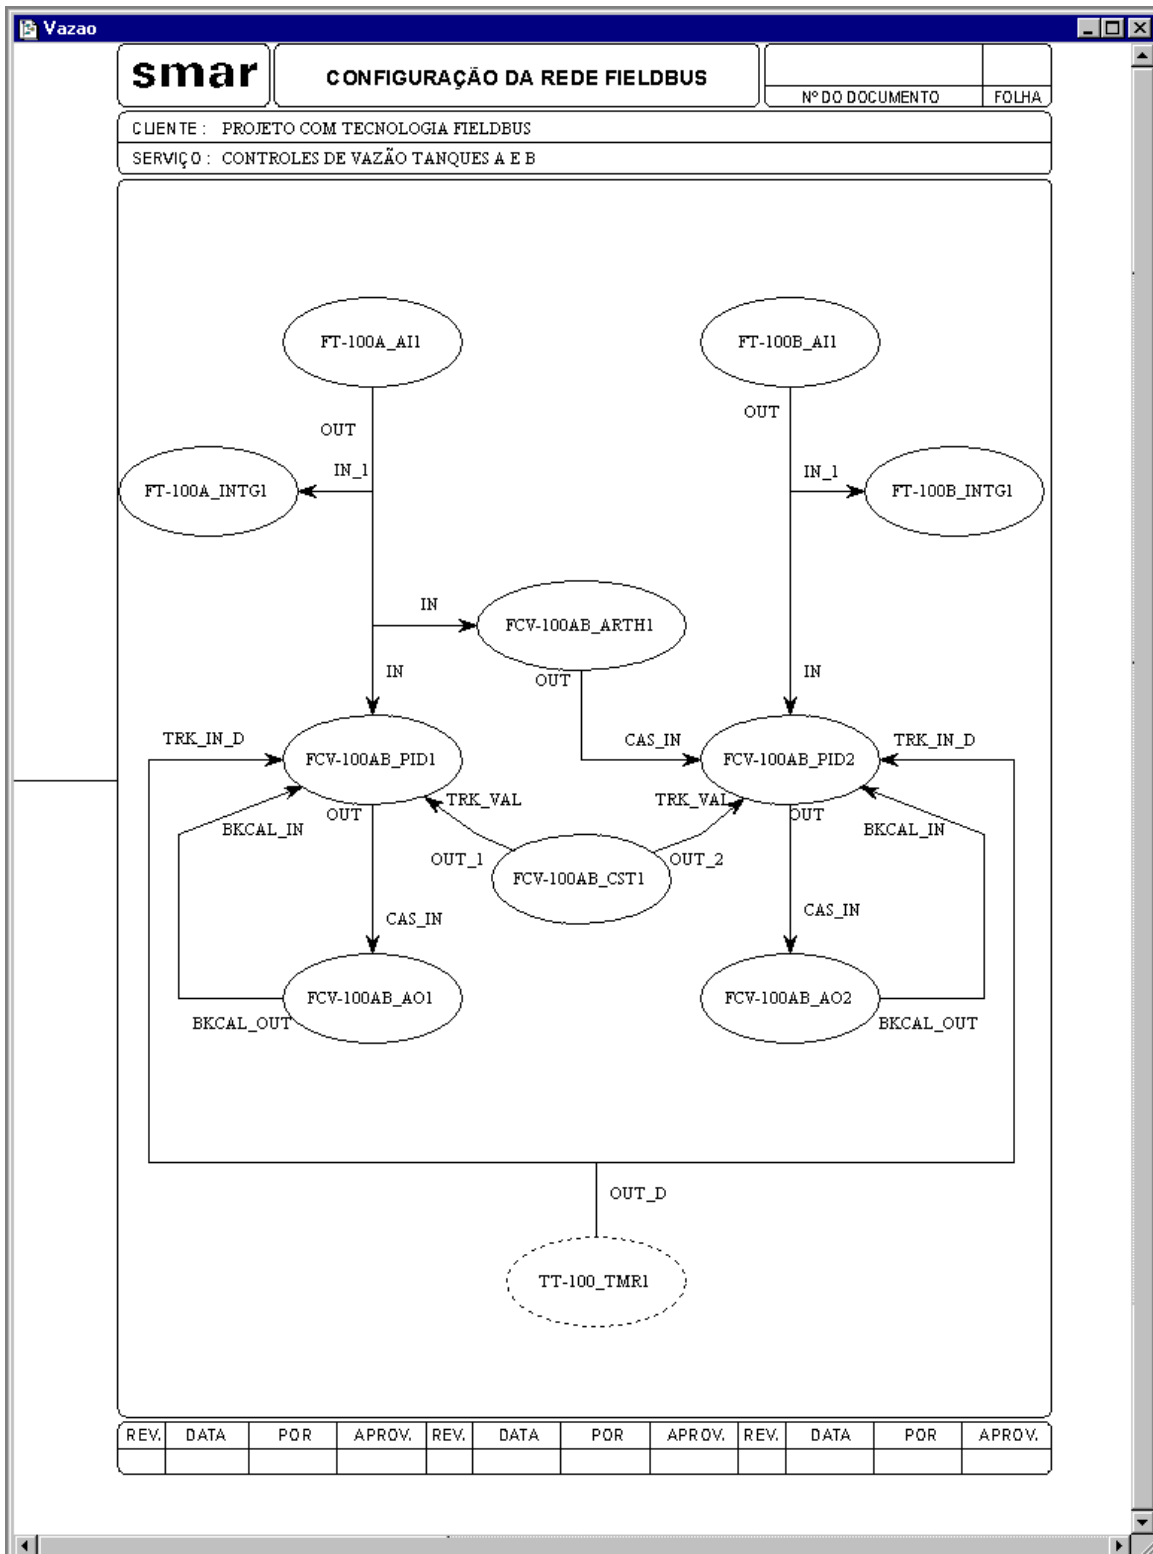 Vazao
smar
CONFIGURAÇÃO DA REDE FIELDBUS
Nº DO DOCUMENTO
FOLHA
CLIENTE : PROJETO COM TECNOLOGIA FIELDBUS
SERVIÇO : CONTROLES DE VAZÃO TANQUES A E B
FT-100A_AI1
FT-100B_AI1
OUT
OUT
IN_1
IN_1
FT-100A_INTG1
FT-100B_INTG1
IN
FCV-100AB_ARTH1
IN
OUT
IN
TRK_IN_D
CAS_IN
TRK_IN_D
FCV-100AB_PID1
FCV-100AB_PID2
TRK_VAL
TRK_VAL
OUT
OUT
BKCAL_IN
BKCAL_IN
OUT_1
OUT_2
FCV-100AB_CST1
CAS_IN
CAS_IN
FCV-100AB_AO1
FCV-100AB_AO2
BKCAL_OUT
BKCAL_OUT
OUT_D
TT-100_TMR1
REV. DATA POR APROV. REV. DATA POR APROV. REV. DATA POR APROV.